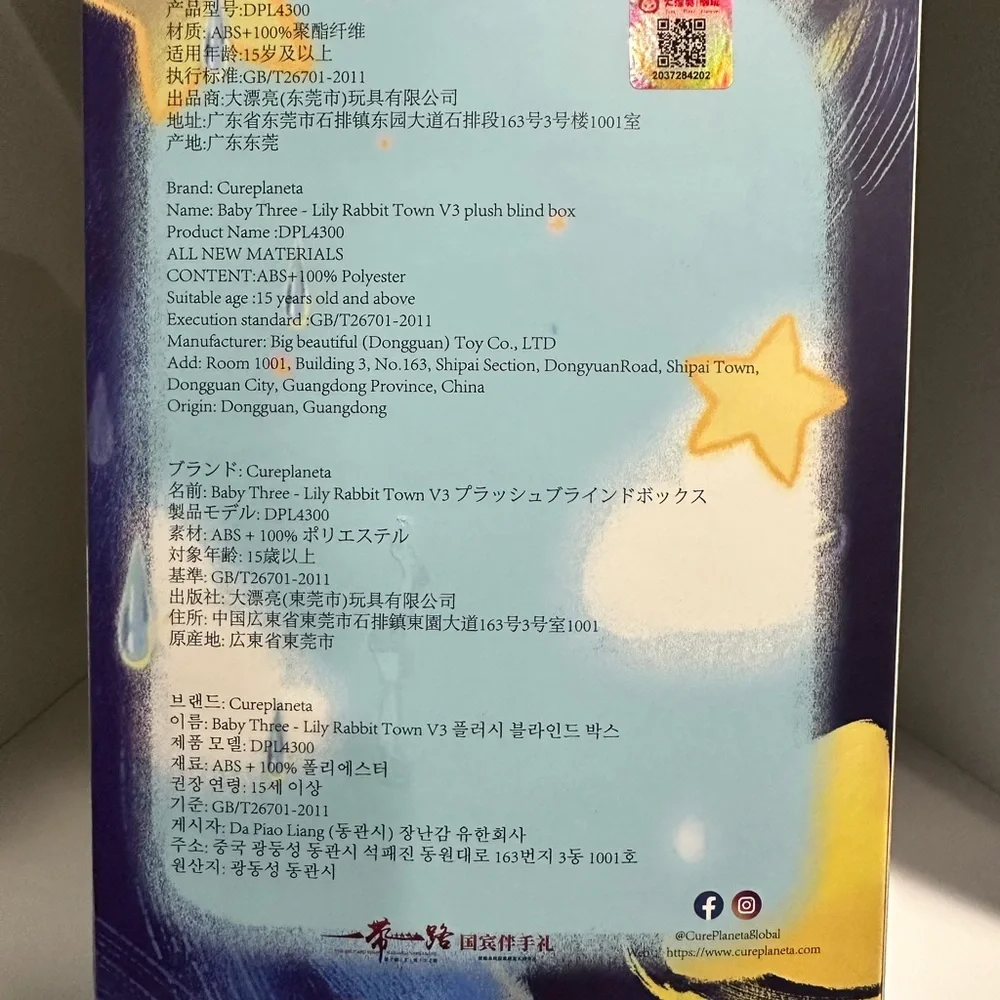 产品型号:DPL4300
材质: ABS+100%聚酯纤维
适用年龄:15岁及以上
执行标准:GB/T26701-2011
出品商:大漂亮(东莞市)玩具有限公司
地址:广东省东莞市石排镇东园大道石排段163号3号楼1001室
产地:广东东莞
2037284202
Brand: Cureplaneta
Name: Baby Three - Lily Rabbit Town V3 plush blind box
Product Name :DPL4300
ALL NEW MATERIALS
CONTENT:ABS+100% Polyester
Suitable age :15 years old and above
Execution standard :GB/T26701-2011
Manufacturer: Big beautiful (Dongguan) Toy Co., LTD
Add: Room 1001, Building 3, No.163, Shipai Section, DongyuanRoad, Shipai Town,
Dongguan City, Guangdong Province, China
Origin: Dongguan, Guangdong
ブランド: Cureplaneta
名前: Baby Three - Lily Rabbit Town V3 プラッシュブラインドボックス
製品モデル: DPL4300
素材: ABS + 100% ポリエステル
対象年齢: 15歳以上
基準: GB/T26701-2011
出版社: 大漂亮(東莞市)玩具有限公司
住所: 中国広東省東莞市石排鎮東園大道163号3号室1001
原産地: 広東省東莞市
브랜드: Cureplaneta
이름: Baby Three - Lily Rabbit Town V3 플러시 블라인드 박스
제품 모델: DPL4300
재료: ABS + 100% 폴리에스터
권장 연령: 15세 이상
기준: GB/T26701-2011
게시자: Da Piao Liang (동관시) 장난감 유한회사
주소: 중국 광둥성 동관시 석패진 동원대로 163번지 3동 1001호
원산지: 광동성 동관시
一带一路 国宾伴手礼
@CurePlanetaGlobal
Web: https://www.cureplaneta.com